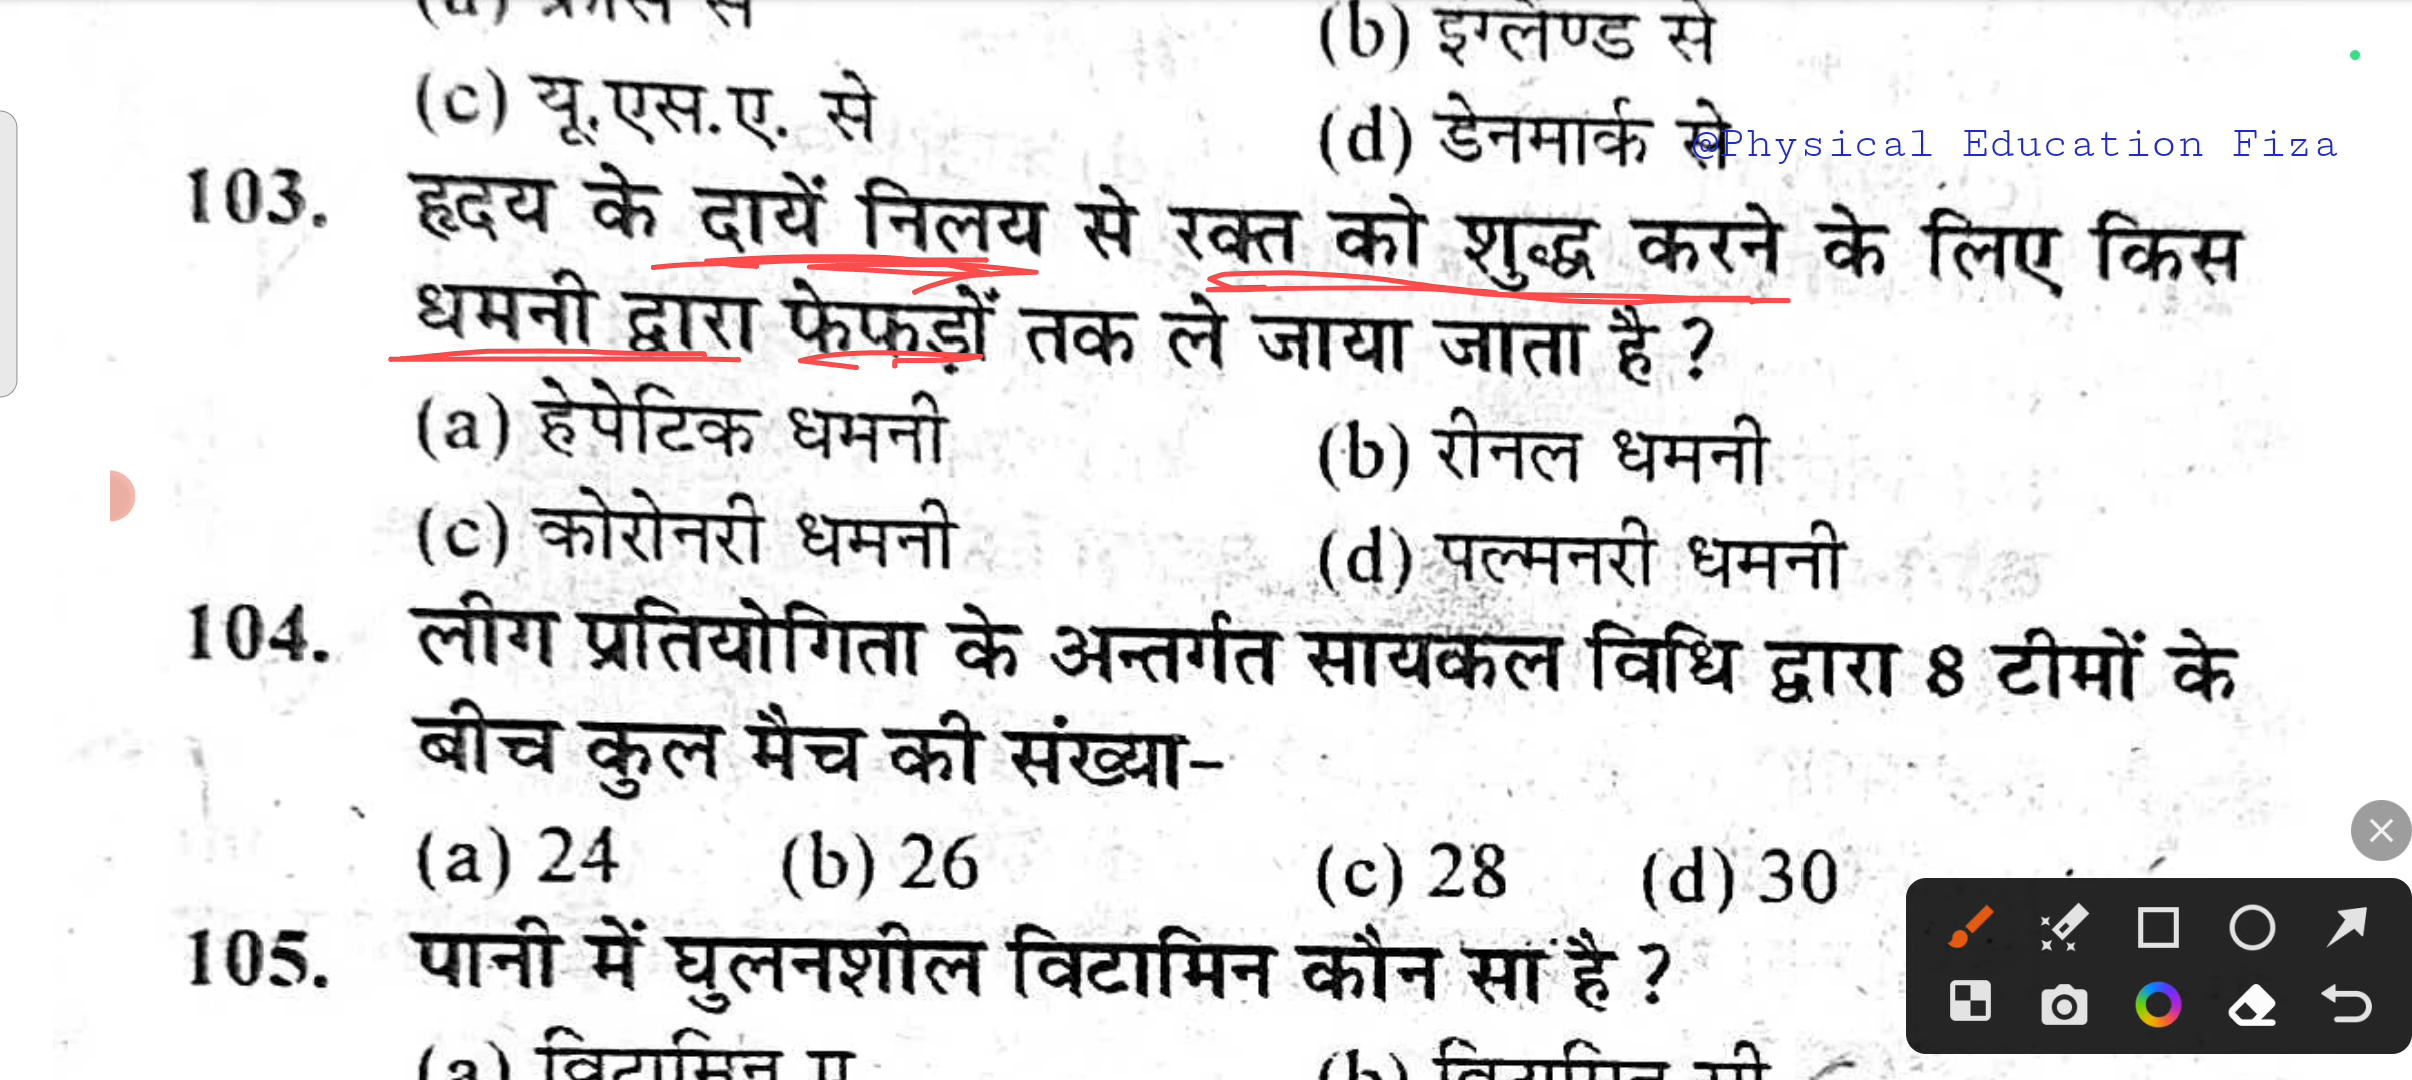 (a) फ्रांस से
(b) इंग्लैण्ड से
(c) यू.एस.ए. से
(d) डेनमार्क से
@Physical Education Fiza
103. हृदय के दायें निलय से रक्त को शुद्ध करने के लिए किस
धमनी द्वारा फेफड़ों तक ले जाया जाता है ?
(a) हेपेटिक धमनी
(b) रीनल धमनी
(c) कोरोनरी धमनी
(d) पल्मनरी धमनी
104. लीग प्रतियोगिता के अन्तर्गत सायकल विधि द्वारा 8 टीमों के
बीच कुल मैच की संख्या-
(a) 24 (b) 26 (c) 28 (d) 30
105. पानी में घुलनशील विटामिन कौन सा है ?
(a) विटामिन ए
(b) विटामिन सी